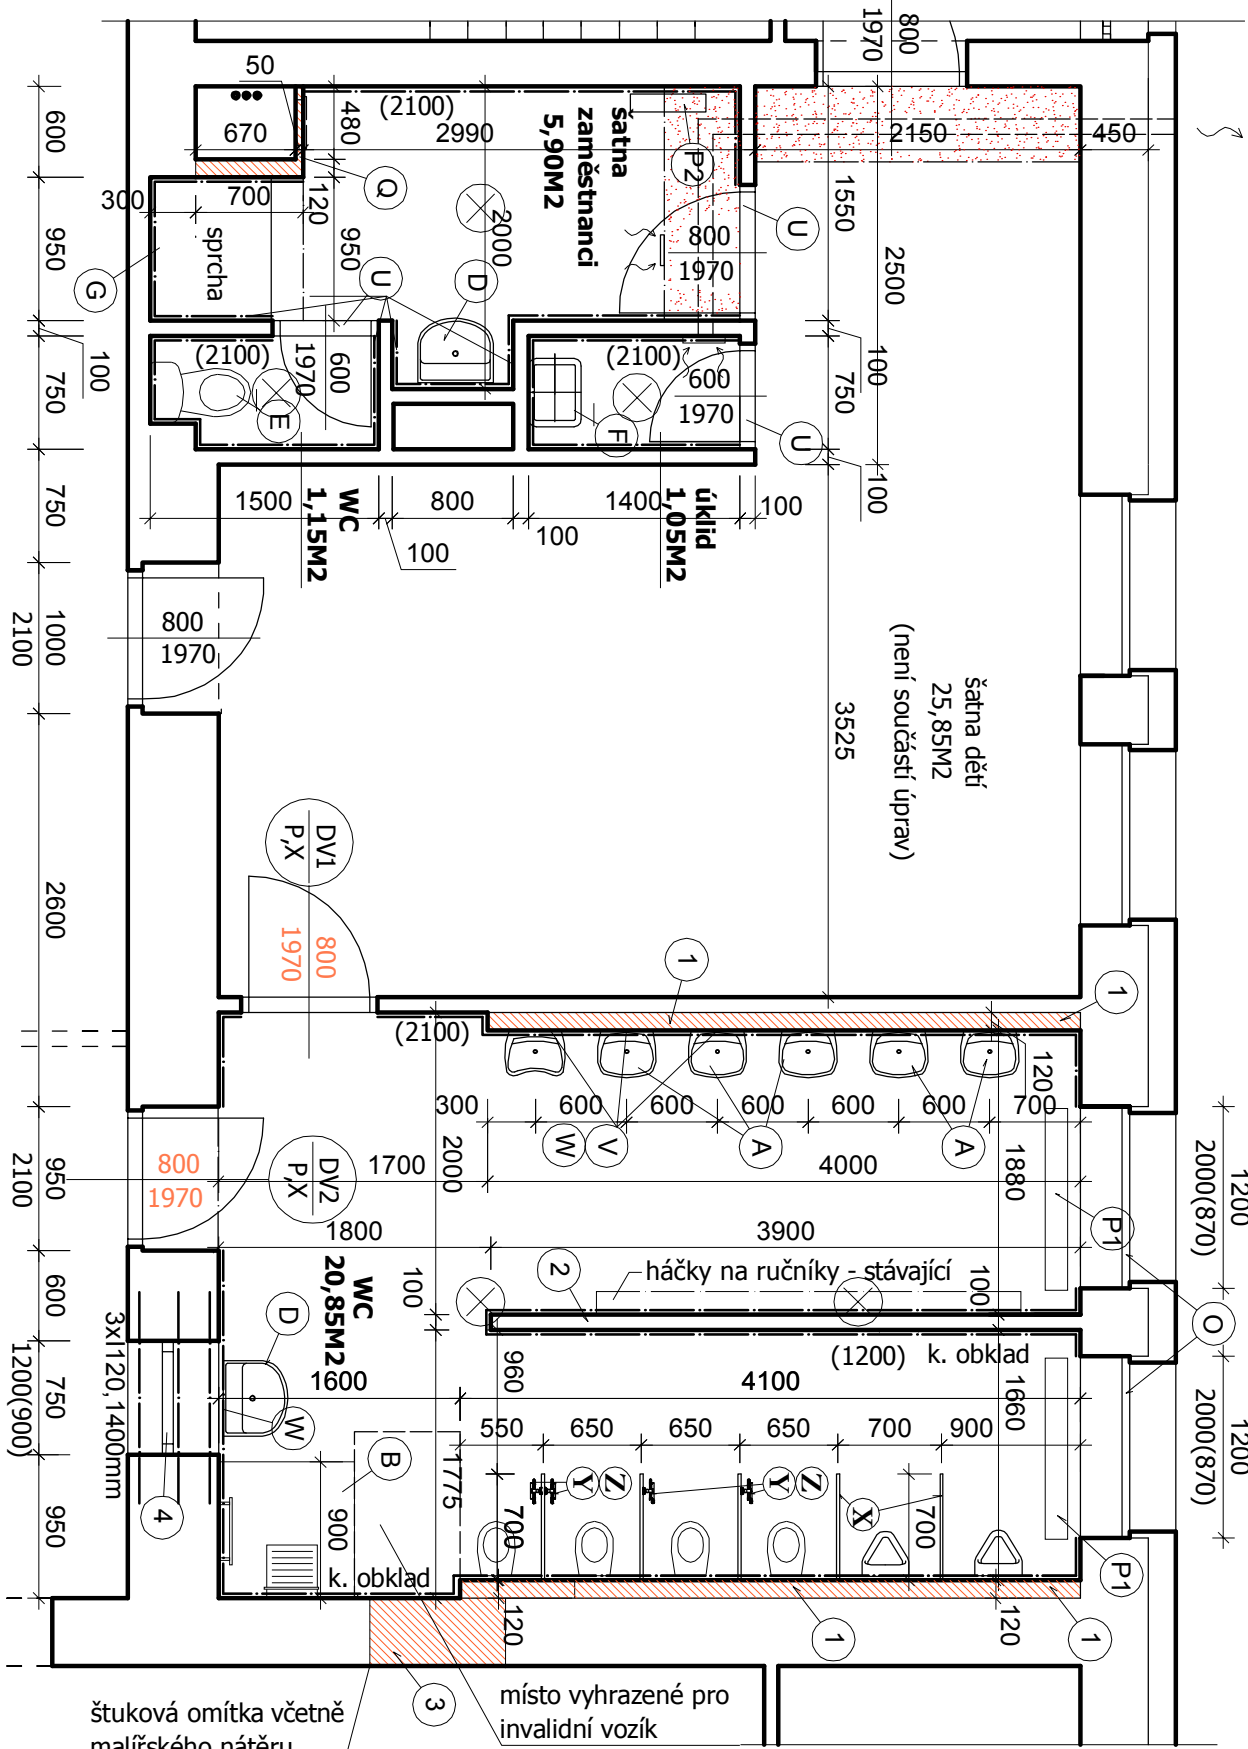 800
1970
50
(2100)
480
2990
670
600
šatna
zaměstnanci
5,90M2
P2
2150
450
Q
300
700
120
1550
U
950
sprcha
950
2000
800
1970
2500
G
U
D
100
750
(2100)
600
1970
(2100)
600
1970
100
750
E
F
U
100
750
1500
WC
1,15M2
800
1400
úklid
1,05M2
100
100
100
800
1970
1000
2100
šatna dětí
25,85M2
(není součástí úprav)
3525
DV1
P,X
2600
800
1970
1
1
(2100)
120
300
600
600
600
600
600
700
W
V
A
A
950
2100
800
1970
DV2
P,X
1700
2000
4000
1880
1200
2000(870)
P1
1800
3900
2
háčky na ručníky - stávající
600
WC
20,85M2
100
100
O
3xI120,1400mm
D
960
(1200)
k. obklad
1660
750
1200(900)
1600
4100
1200
2000(870)
W
550
650
650
650
700
900
B
1775
Y
Z
Y
Z
X
4
900
700
700
950
k. obklad
P1
120
120
1
1
3
štuková omítka včetně
malířského nátěru
místo vyhrazené pro
invalidní vozík